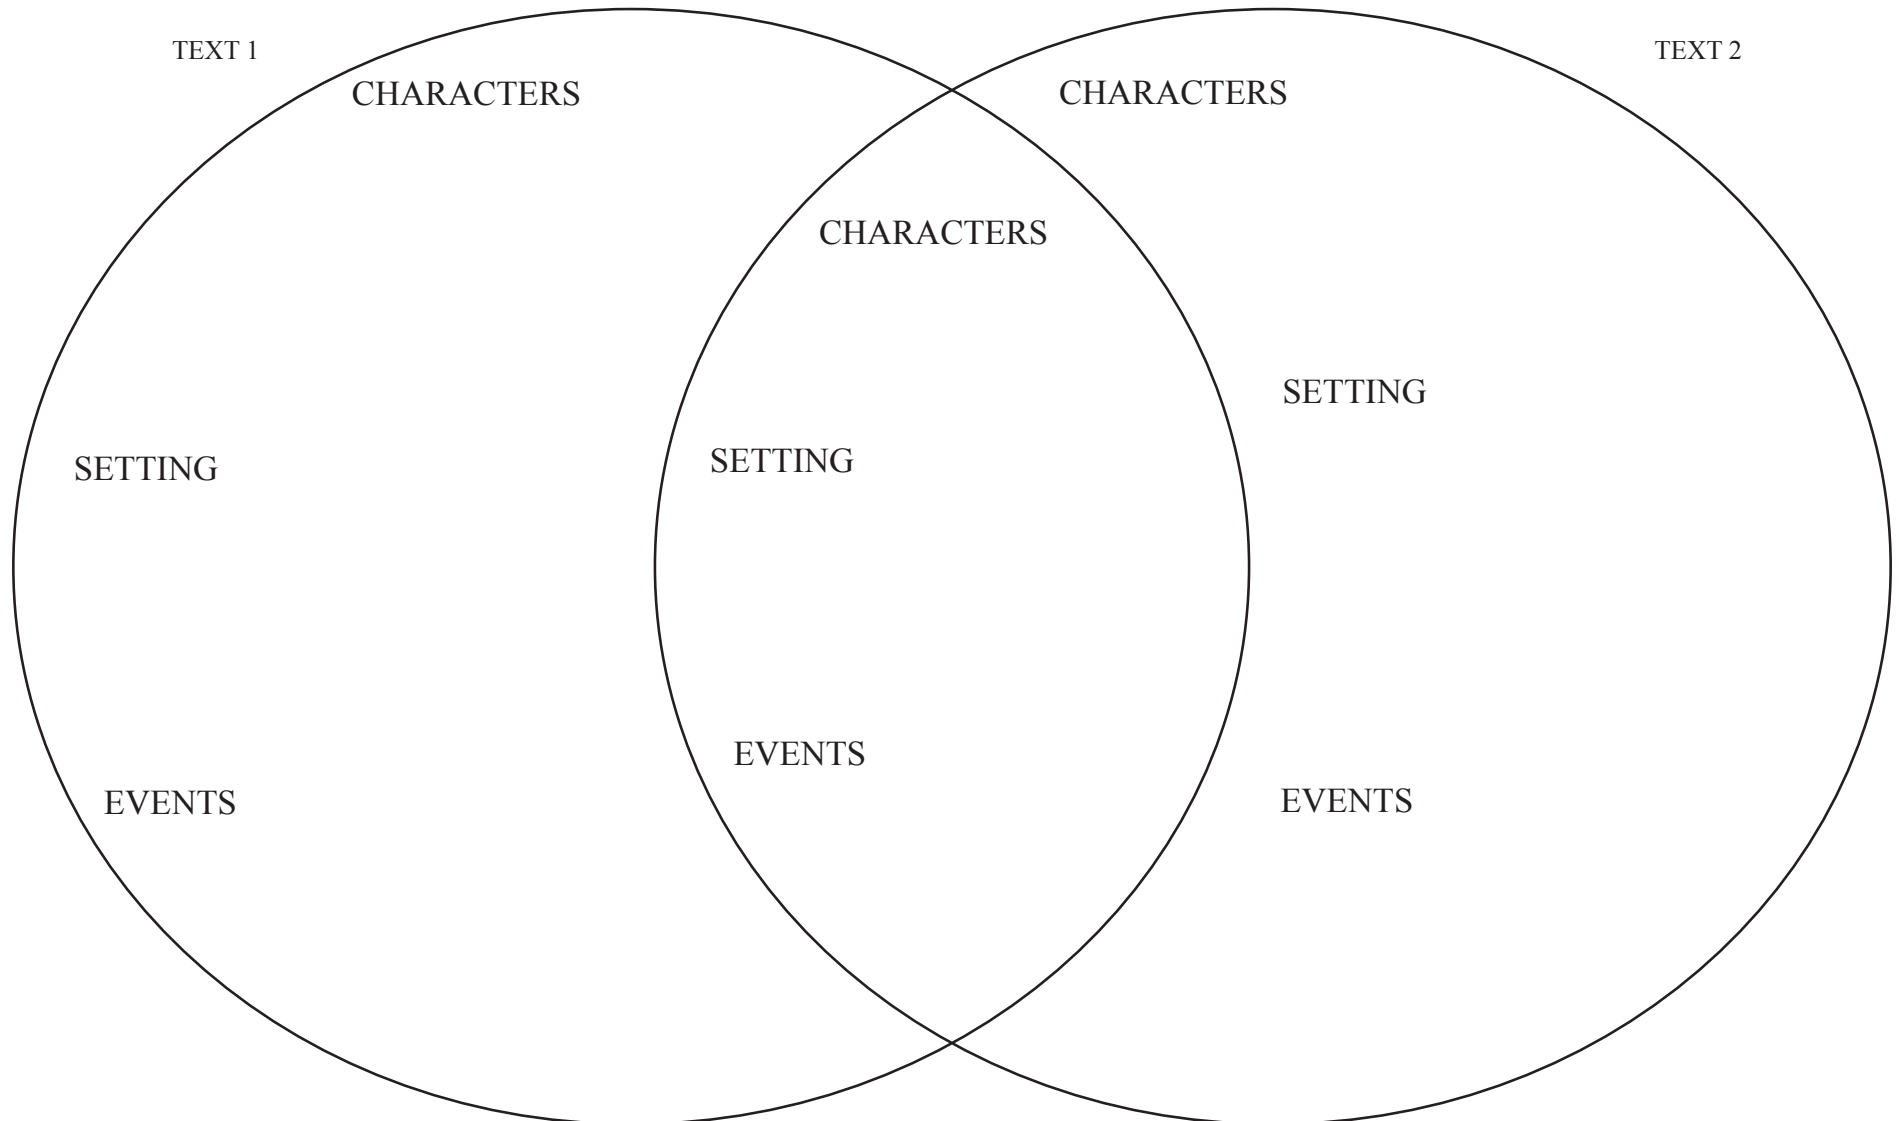 TEXT 1
TEXT 2
CHARACTERS
CHARACTERS
CHARACTERS
SETTING
SETTING
SETTING
EVENTS
EVENTS
EVENTS